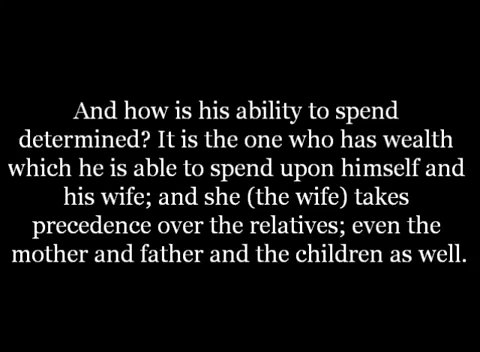 And how is his ability to spend
determined? It is the one who has wealth
which he is able to spend upon himself and
his wife; and she (the wife) takes
precedence over the relatives; even the
mother and father and the children as well.